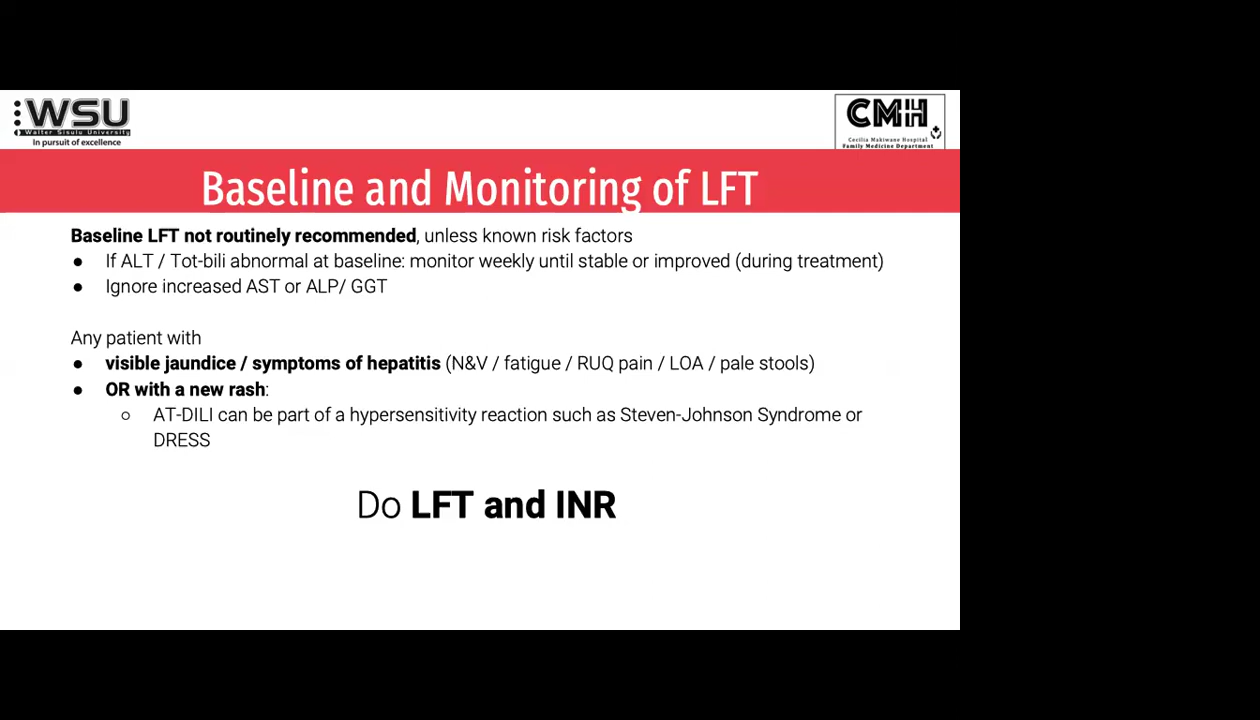 WSU
Walter Sisulu University
In pursuit of excellence
CMH
Cecilia Makiwane Hospital
Family Medicine Department
Baseline and Monitoring of LFT
Baseline LFT not routinely recommended, unless known risk factors
● If ALT / Tot-bili abnormal at baseline: monitor weekly until stable or improved (during treatment)
● Ignore increased AST or ALP/ GGT
Any patient with
● visible jaundice / symptoms of hepatitis (N&V / fatigue / RUQ pain / LOA / pale stools)
● OR with a new rash:
○ AT-DILI can be part of a hypersensitivity reaction such as Steven-Johnson Syndrome or
DRESS
Do LFT and INR